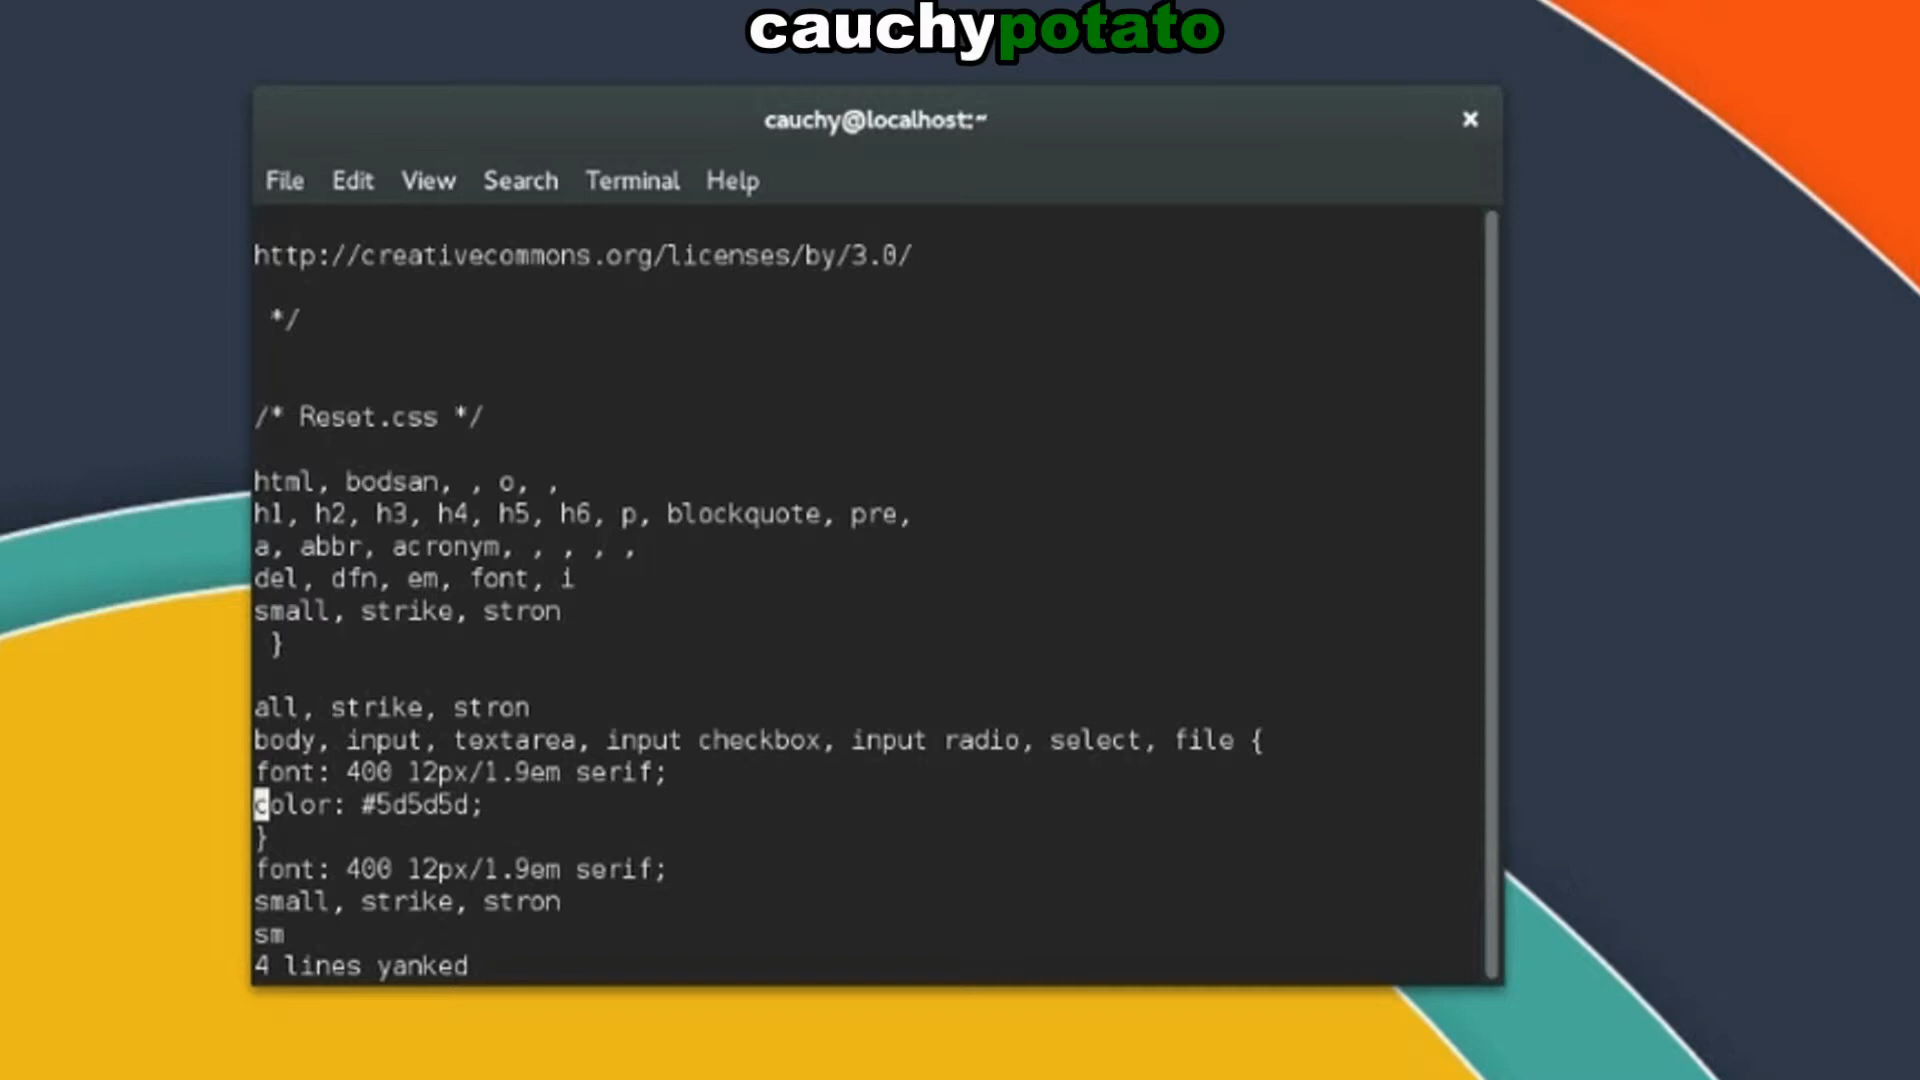 cauchypotato
cauchy@localhost:~
×
File Edit View Search Terminal Help
http://creativecommons.org/licenses/by/3.0/
*/
/* Reset.css */
html, bodsan, , o, ,
h1, h2, h3, h4, h5, h6, p, blockquote, pre,
a, abbr, acronym, , , , ,
del, dfn, em, font, i
small, strike, stron
}
all, strike, stron
body, input, textarea, input checkbox, input radio, select, file {
font: 400 12px/1.9em serif;
color: #5d5d5d;
}
font: 400 12px/1.9em serif;
small, strike, stron
sm
4 lines yanked